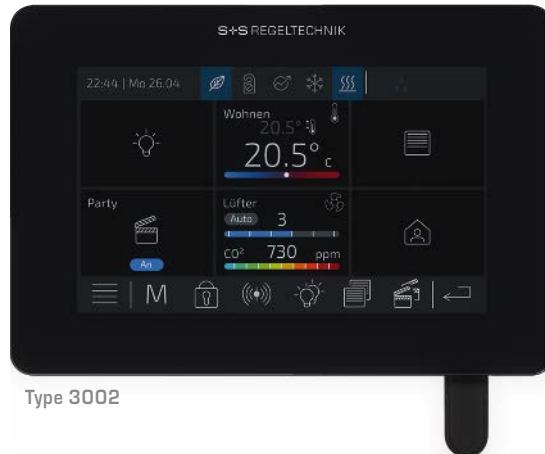 S+S REGELTECHNIK
22:44 | Mo 26.04
Wohnen
20.5°
20.5° C
Party
An
Lüfter
Auto 3
CO² 730 ppm
M
Type 3002